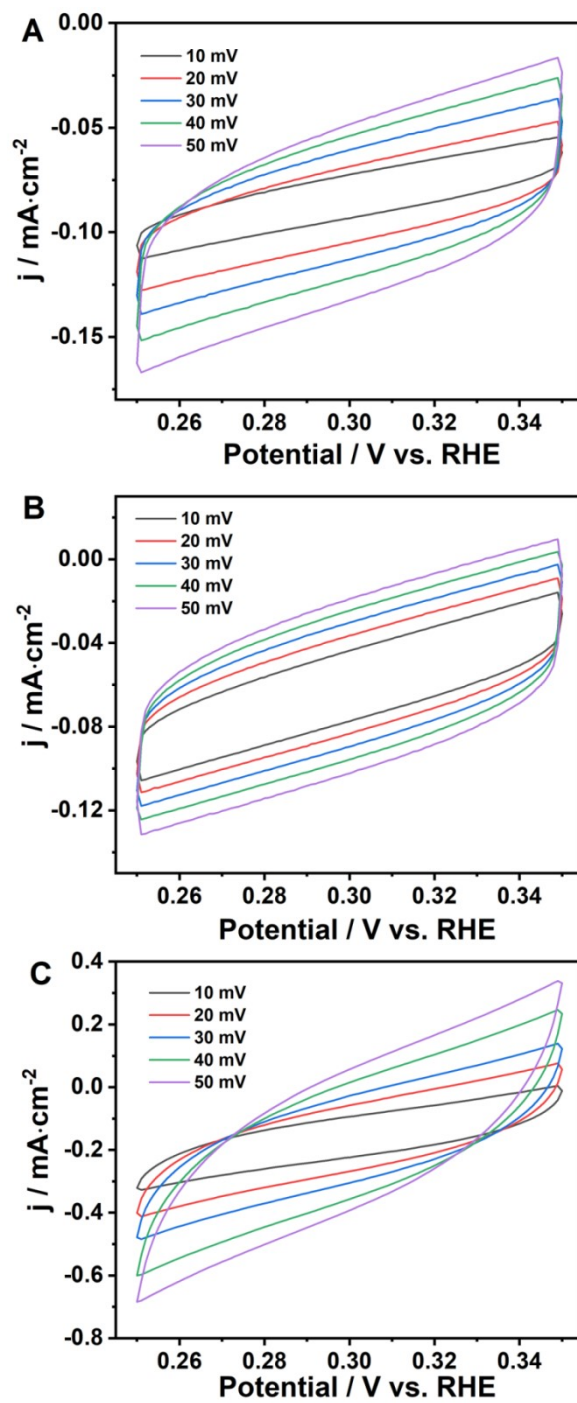 A
10 mV
20 mV
30 mV
40 mV
50 mV
0.00
-0.05
-0.10
-0.15
j / mA·cm-2
0.26 0.28 0.30 0.32 0.34
Potential / V vs. RHE
B
10 mV
20 mV
30 mV
40 mV
50 mV
0.00
-0.04
-0.08
-0.12
j / mA·cm-2
0.26 0.28 0.30 0.32 0.34
Potential / V vs. RHE
C
10 mV
20 mV
30 mV
40 mV
50 mV
0.4
0.2
0.0
-0.2
-0.4
-0.6
-0.8
j / mA·cm-2
0.26 0.28 0.30 0.32 0.34
Potential / V vs. RHE